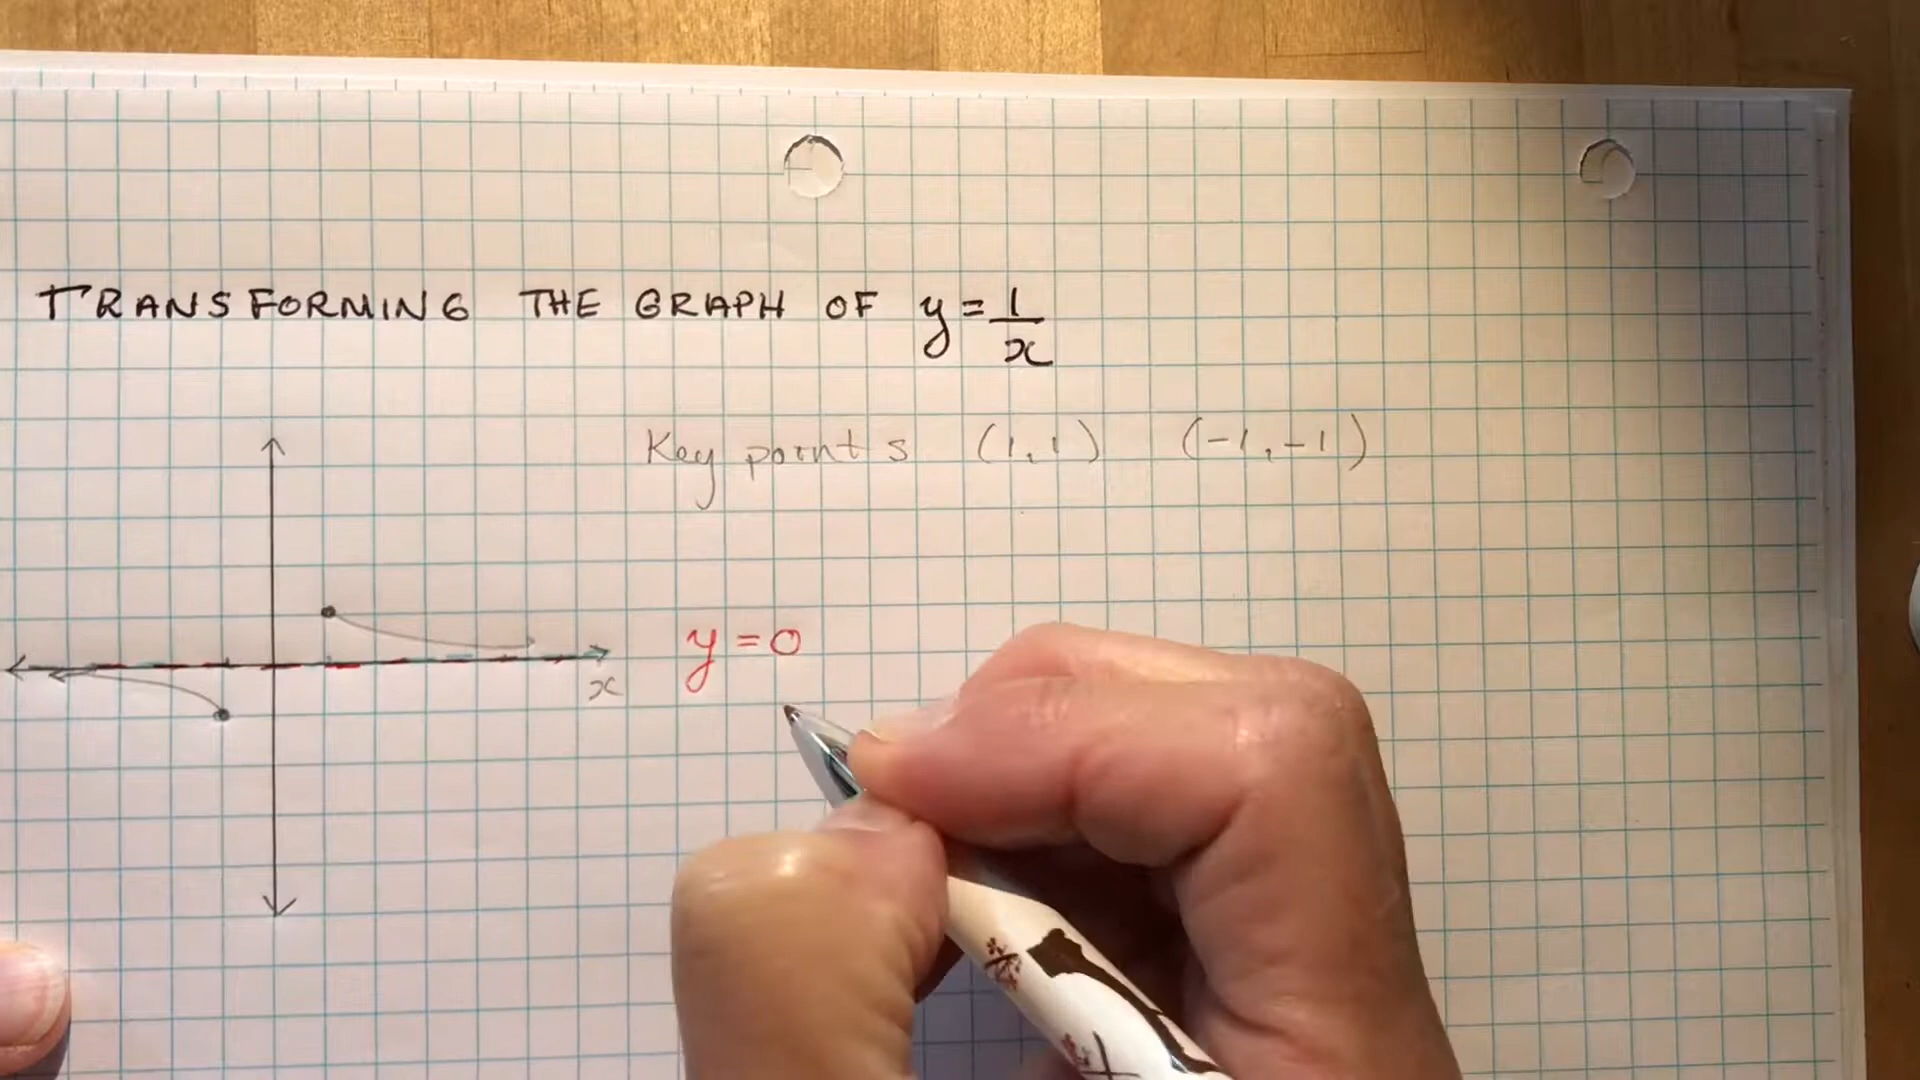 TRANSFORMING THE GRAPH OF y = 1/x
Key points (1,1) (-1,-1)
y = 0
x